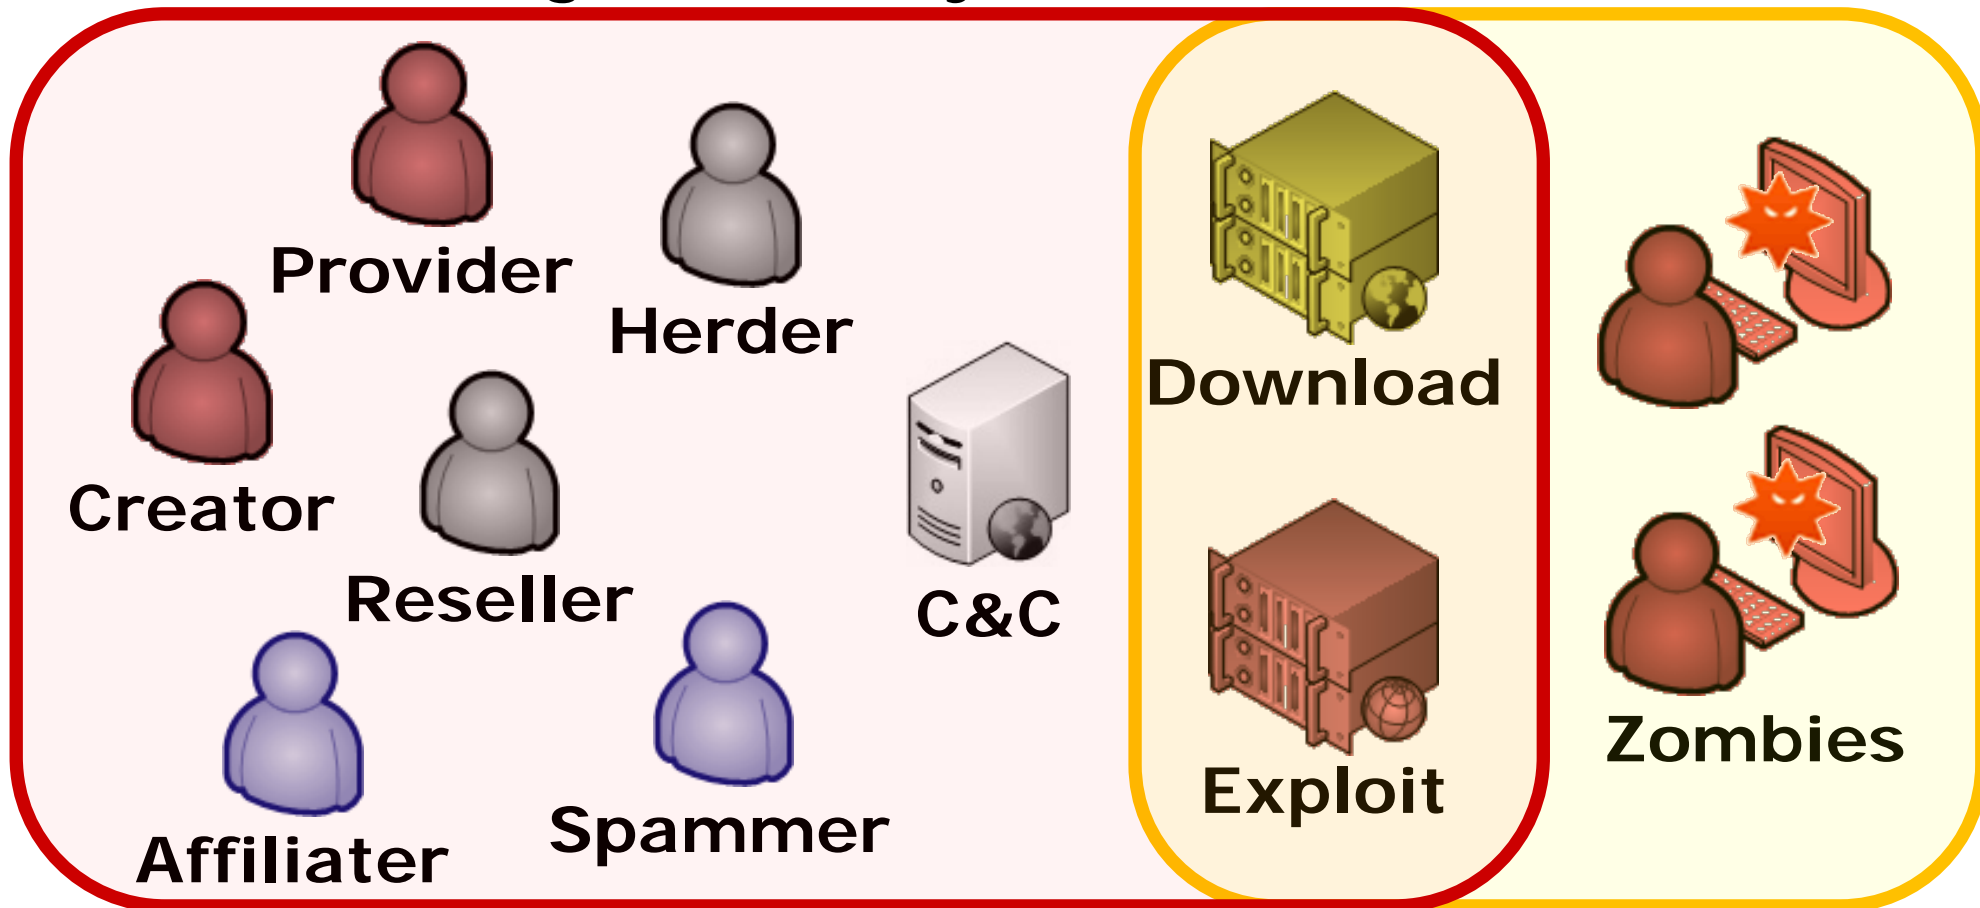 Provider
Herder
Download
Creator
Reseller
C&C
Zombies
Exploit
Spammer
Affiliater